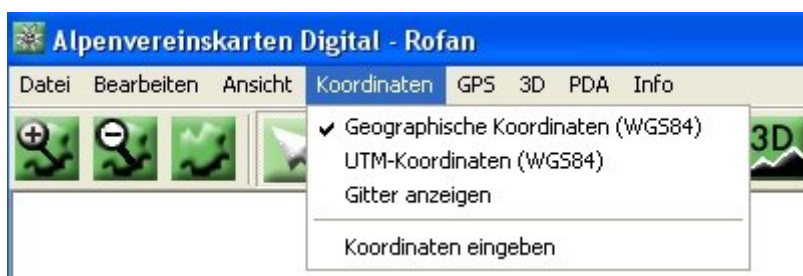 Alpenvereinskarten Digital - Rofan
Datei Bearbeiten Ansicht Koordinaten GPS 3D PDA Info
Geographische Koordinaten (WGS84)
3D
UTM-Koordinaten (WGS84)
Gitter anzeigen
Koordinaten eingeben